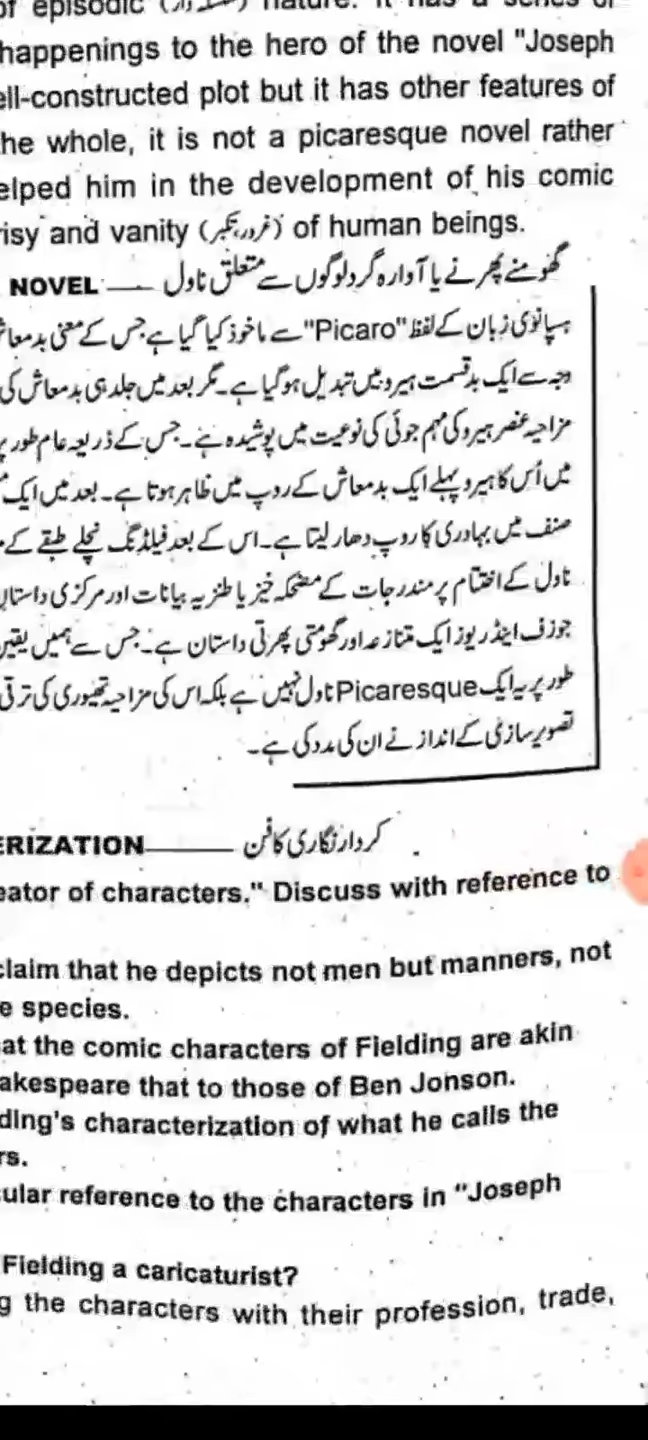 of episodic (سلسلہ وار) nature. It has a series of
happenings to the hero of the novel "Joseph
ell-constructed plot but it has other features of
he whole, it is not a picaresque novel rather
elped him in the development of his comic
risy and vanity (غرور، تکبر) of human beings.
NOVEL —— گھومنے پھرنے یا آوارہ گرد لوگوں سے متعلق ناول
ہسپانوی زبان کے لفظ "Picaro" سے ماخوذ کیا گیا ہے جس کے معنی بدمعاش
وجہ سے ایک بدقسمت ہیرو میں تبدیل ہو گیا ہے۔ مگر بعد میں جلد ہی بدمعاش کی
مزاحیہ عنصر ہیرو کی مہم جوئی کی نوعیت میں پوشیدہ ہے۔ جس کے ذریعہ عام طور پر
میں اُس کا ہیرو پہلے ایک بدمعاش کے روپ میں ظاہر ہوتا ہے۔ بعد میں ایک
صنف میں بہادری کا روپ دھار لیتا ہے۔ اس کے بعد فیلڈنگ نچلے طبقے کے
ناول کے اختتام پر مندرجات کے مضحکہ خیز یا طنزیہ بیانات اور مرکزی داستان
جوزف اینڈریوز ایک متنازعہ اور گھومتی پھرتی داستان ہے۔ جس سے ہمیں یقین
طور پر یہ ایک Picaresque ناول نہیں ہے بلکہ اس کی مزاحیہ تھیوری کی ترقی
تصویر سازی کے انداز نے ان کی مدد کی ہے۔
ERIZATION—— کردار نگاری کا فن
eator of characters." Discuss with reference to
claim that he depicts not men but manners, not
e species.
at the comic characters of Fielding are akin
akespeare that to those of Ben Jonson.
ding's characterization of what he calls the
rs.
ular reference to the characters in "Joseph
Fielding a caricaturist?
g the characters with their profession, trade,